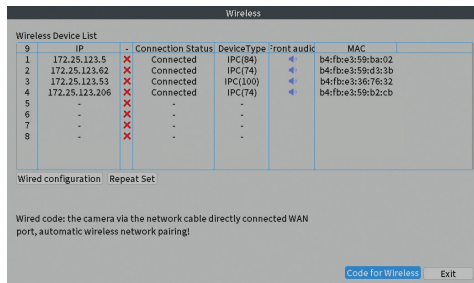 Wireless
Wireless Device List
9 IP - Connection Status DeviceType Front audio MAC
1 172.25.123.5 Connected IPC(84) b4:fb:e3:59:ba:02
2 172.25.123.62 Connected IPC(74) b4:fb:e3:59:d3:3b
3 172.25.123.53 Connected IPC(100) b4:fb:e3:36:76:32
4 172.25.123.206 Connected IPC(74) b4:fb:e3:59:b2:cb
5 - - -
6 - - -
7 - - -
8 - - -
Wired configuration Repeat Set
Wired code: the camera via the network cable directly connected WAN
port, automatic wireless network pairing!
Code for Wireless Exit